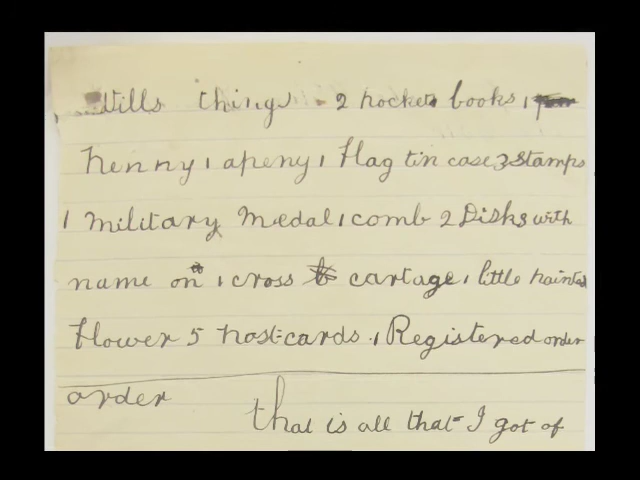 Wills things . 2 pocket books , 1
penny 1 apeny 1 Flag tin case 3 stamps
1 military medal 1 comb 2 Disks with
name on 1 cross cartage 1 little painted
flower 5 post-cards . 1 Registered order
order
that is all that I got of